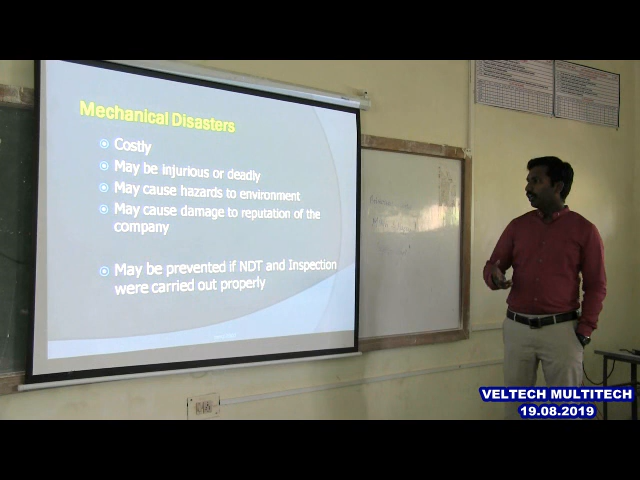 Mechanical Disasters
Costly
May be injurious or deadly
May cause hazards to environment
May cause damage to reputation of the
company
May be prevented if NDT and Inspection
were carried out properly
VELTECH MULTITECH
19.08.2019